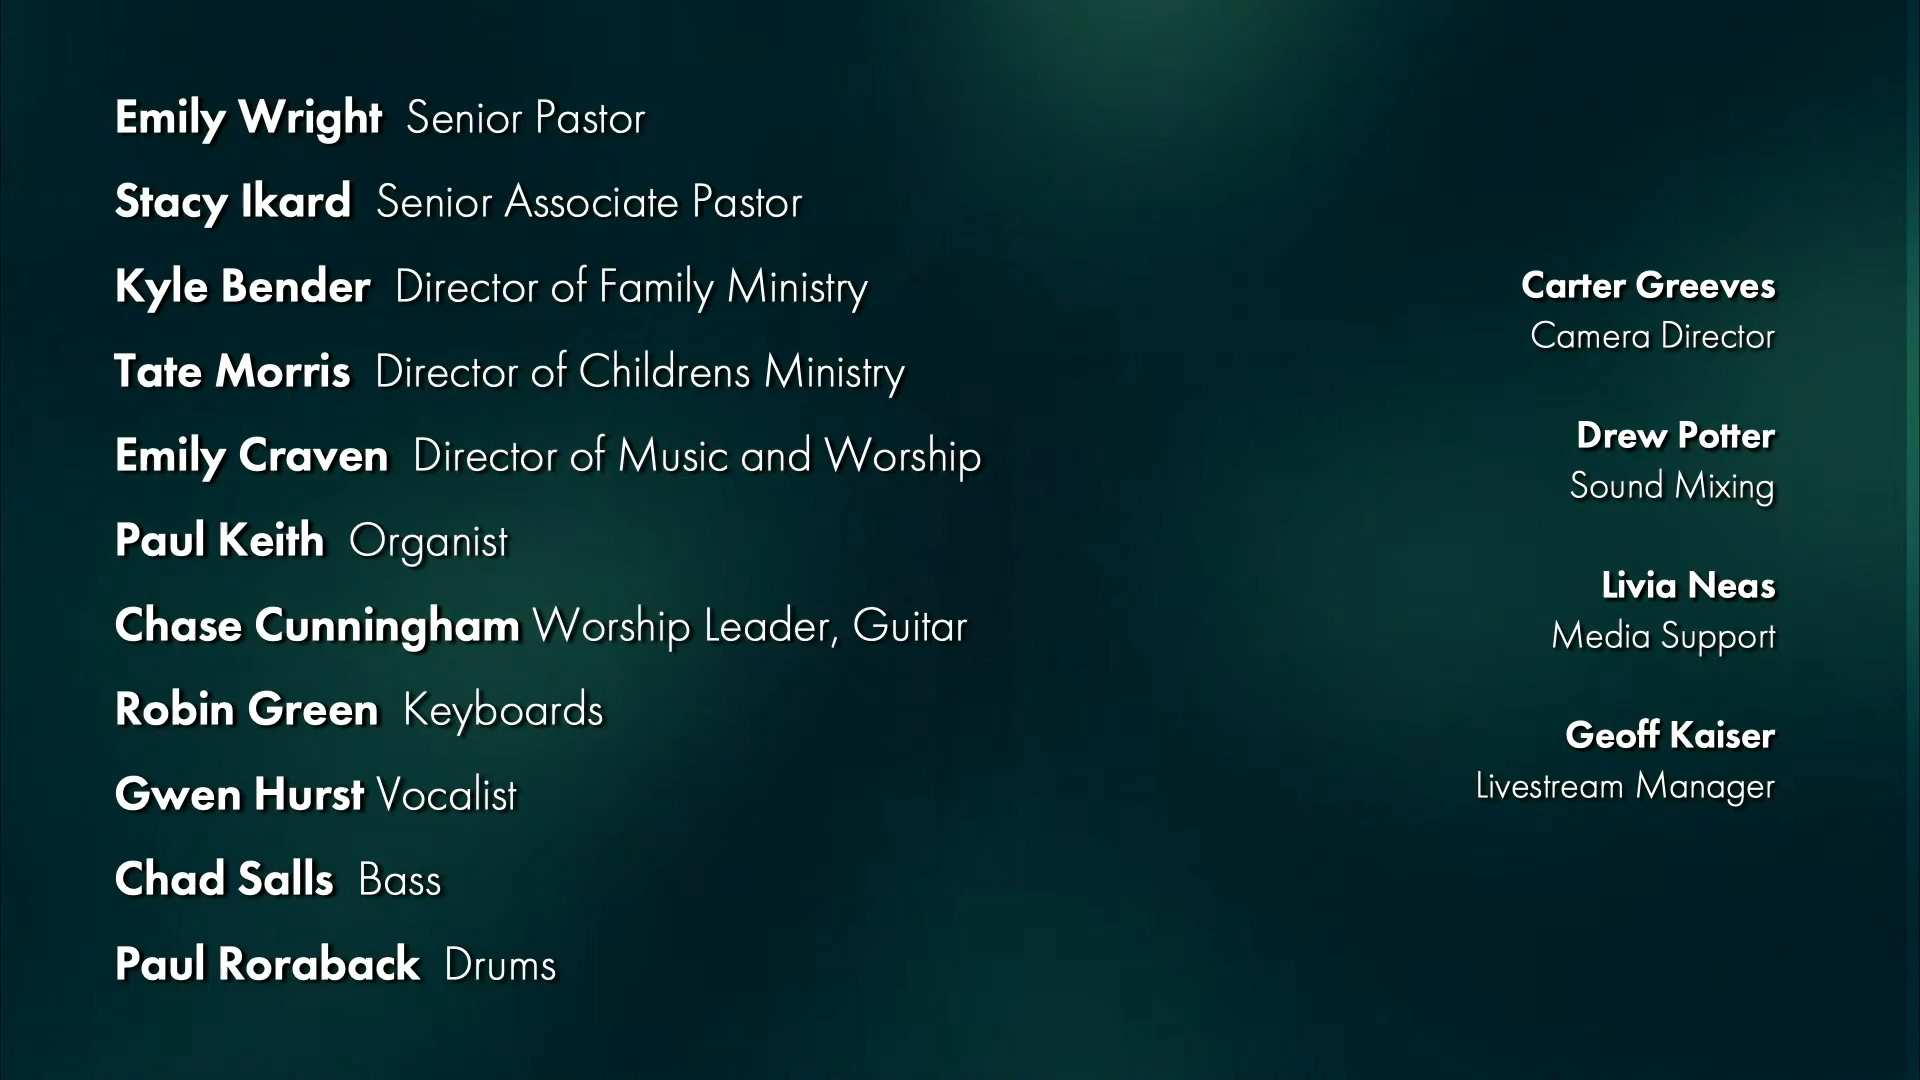 Emily Wright Senior Pastor
Stacy Ikard Senior Associate Pastor
Kyle Bender Director of Family Ministry
Tate Morris Director of Childrens Ministry
Emily Craven Director of Music and Worship
Paul Keith Organist
Chase Cunningham Worship Leader, Guitar
Robin Green Keyboards
Gwen Hurst Vocalist
Chad Salls Bass
Paul Roraback Drums
Carter Greeves
Camera Director
Drew Potter
Sound Mixing
Livia Neas
Media Support
Geoff Kaiser
Livestream Manager